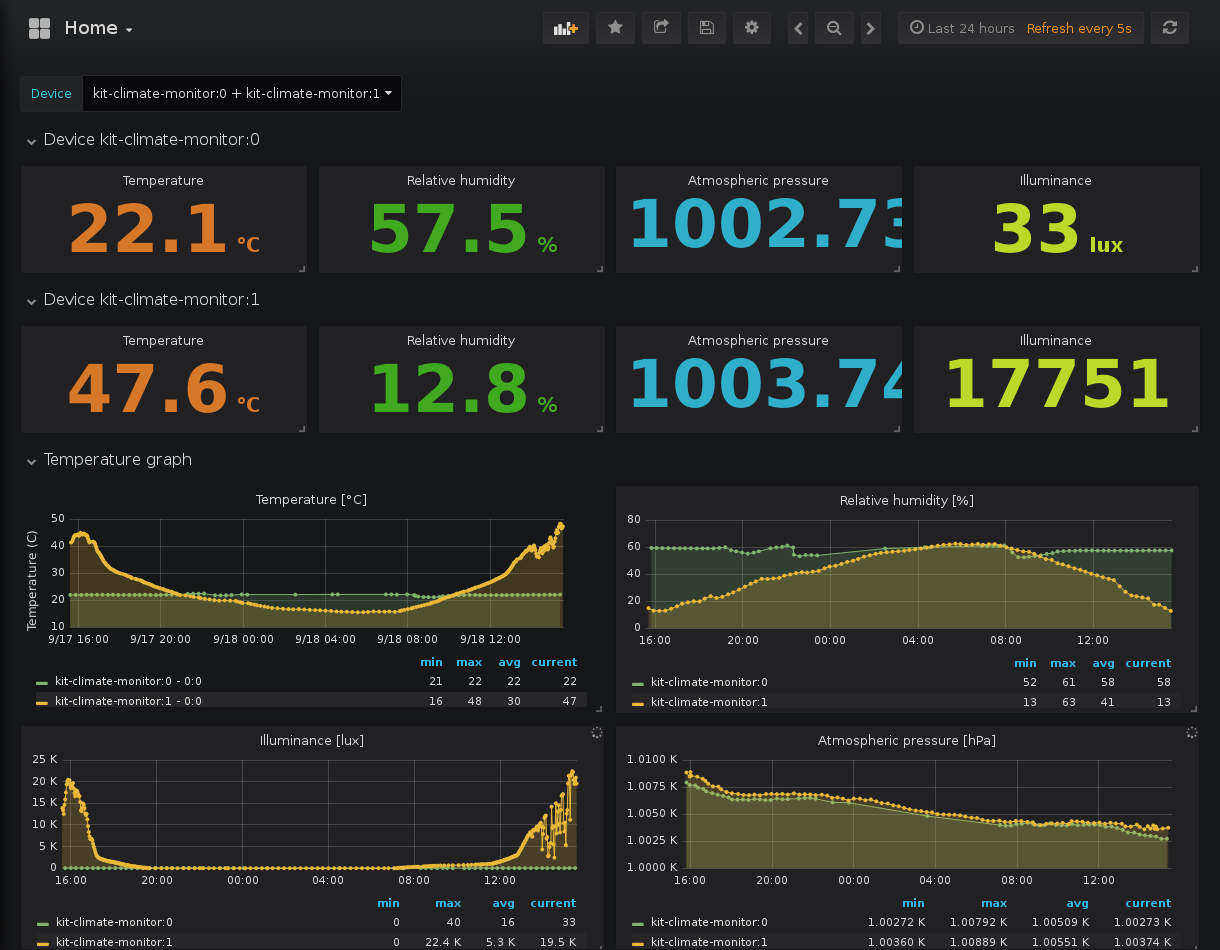 Home
Last 24 hours Refresh every 5s
Device kit-climate-monitor:0 + kit-climate-monitor:1
Device kit-climate-monitor:0
Temperature Relative humidity Atmospheric pressure Illuminance
22.1 °C 57.5 % 1002.73 33 lux
Device kit-climate-monitor:1
Temperature Relative humidity Atmospheric pressure Illuminance
47.6 °C 12.8 % 1003.74 17751
Temperature graph
Temperature [°C]
Temperature (C)
50
40
30
20
10
9/17 16:00 9/17 20:00 9/18 00:00 9/18 04:00 9/18 08:00 9/18 12:00
min max avg current
kit-climate-monitor:0 - 0:0 21 22 22 22
kit-climate-monitor:1 - 0:0 16 48 30 47
Relative humidity [%]
80
60
40
20
0
16:00 20:00 00:00 04:00 08:00 12:00
min max avg current
kit-climate-monitor:0 52 61 58 58
kit-climate-monitor:1 13 63 41 13
Illuminance [lux]
25 K
20 K
15 K
10 K
5 K
0
16:00 20:00 00:00 04:00 08:00 12:00
min max avg current
kit-climate-monitor:0 0 40 16 33
kit-climate-monitor:1 0 22.4 K 5.3 K 19.5 K
Atmospheric pressure [hPa]
1.0100 K
1.0075 K
1.0050 K
1.0025 K
1.0000 K
16:00 20:00 00:00 04:00 08:00 12:00
min max avg current
kit-climate-monitor:0 1.00272 K 1.00792 K 1.00509 K 1.00273 K
kit-climate-monitor:1 1.00360 K 1.00889 K 1.00551 K 1.00374 K